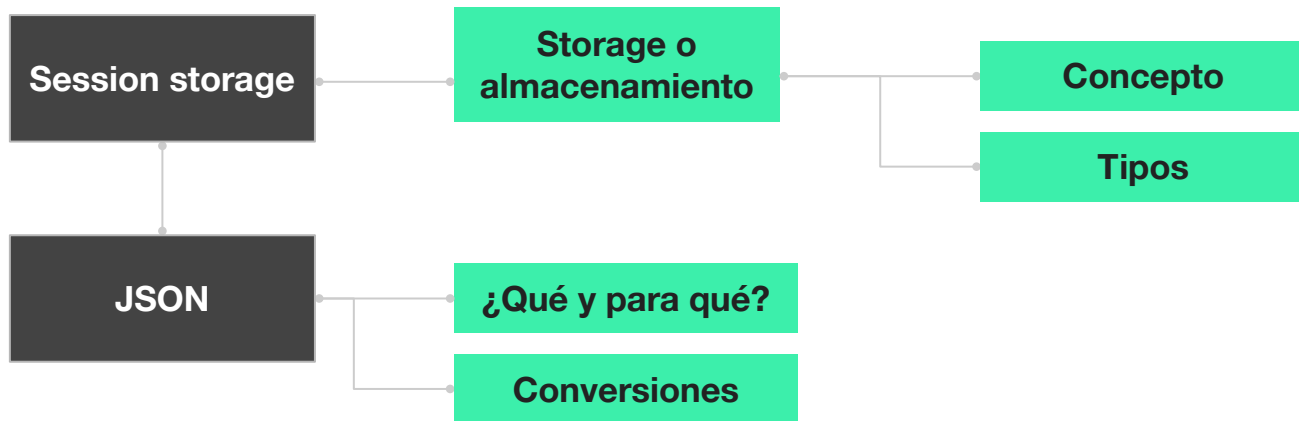 Session storage
Storage o
almacenamiento
Concepto
Tipos
JSON
¿Qué y para qué?
Conversiones